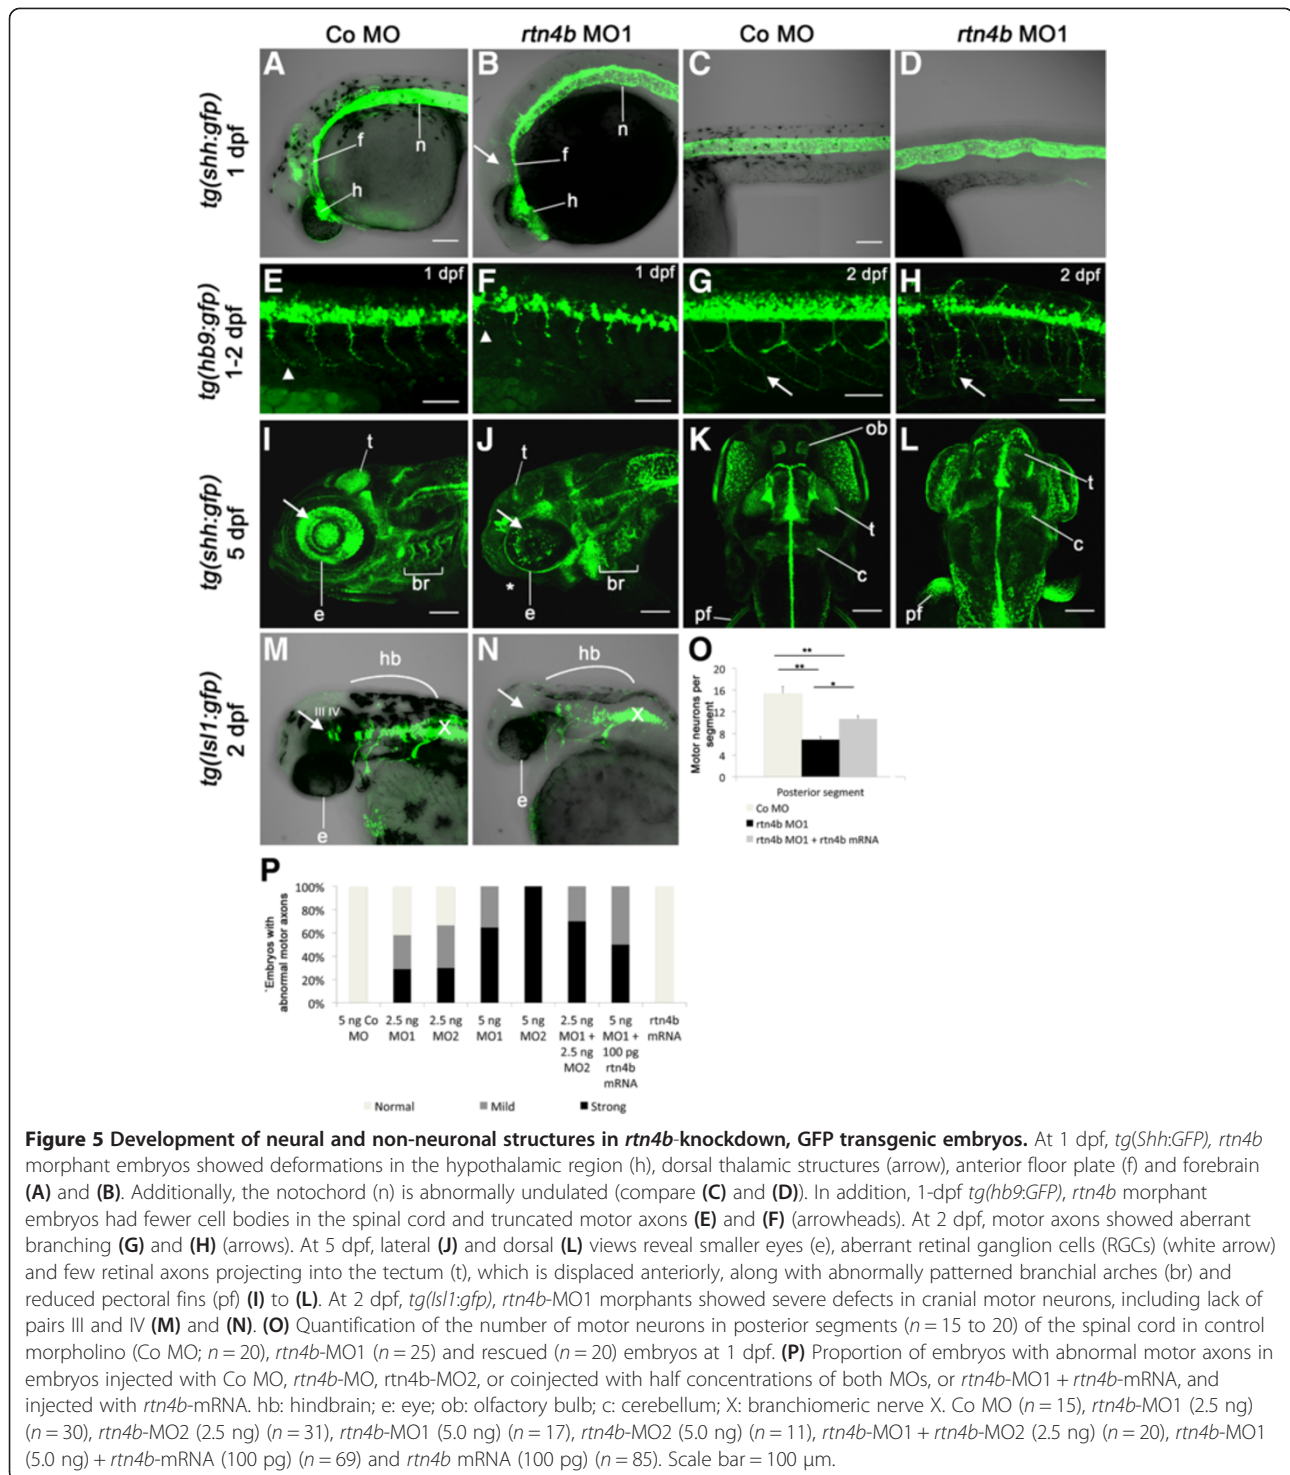 Co MO rtn4b MO1 Co MO rtn4b MO1
tg(shh:gfp)
1 dpf
A B C D
f n h
n f h
tg(hb9:gfp)
1-2 dpf
E 1 dpf F 1 dpf G 2 dpf H 2 dpf
tg(shh:gfp)
5 dpf
I t br e
J t br * e
K ob t c pf
L t c pf
tg(Isl1:gfp)
2 dpf
M hb III IV X e
N hb X e
O
Motor neurons per
segment
20
16
12
8
4
0
** ** *
Posterior segment
Co MO
rtn4b MO1
rtn4b MO1 + rtn4b mRNA
P
`Embryos with
abnormal motor axons
100%
80%
60%
40%
20%
0%
5 ng Co MO
2.5 ng MO1
2.5 ng MO2
5 ng MO1
5 ng MO2
2.5 ng MO1 + 2.5 ng MO2
5 ng MO1 + 100 pg rtn4b mRNA
rtn4b mRNA
Normal Mild Strong
Figure 5 Development of neural and non-neuronal structures in rtn4b-knockdown, GFP transgenic embryos. At 1 dpf, tg(Shh:GFP), rtn4b
morphant embryos showed deformations in the hypothalamic region (h), dorsal thalamic structures (arrow), anterior floor plate (f) and forebrain
(A) and (B). Additionally, the notochord (n) is abnormally undulated (compare (C) and (D)). In addition, 1-dpf tg(hb9:GFP), rtn4b morphant
embryos had fewer cell bodies in the spinal cord and truncated motor axons (E) and (F) (arrowheads). At 2 dpf, motor axons showed aberrant
branching (G) and (H) (arrows). At 5 dpf, lateral (J) and dorsal (L) views reveal smaller eyes (e), aberrant retinal ganglion cells (RGCs) (white arrow)
and few retinal axons projecting into the tectum (t), which is displaced anteriorly, along with abnormally patterned branchial arches (br) and
reduced pectoral fins (pf) (I) to (L). At 2 dpf, tg(Isl1:gfp), rtn4b-MO1 morphants showed severe defects in cranial motor neurons, including lack of
pairs III and IV (M) and (N). (O) Quantification of the number of motor neurons in posterior segments (n = 15 to 20) of the spinal cord in control
morpholino (Co MO; n = 20), rtn4b-MO1 (n = 25) and rescued (n = 20) embryos at 1 dpf. (P) Proportion of embryos with abnormal motor axons in
embryos injected with Co MO, rtn4b-MO, rtn4b-MO2, or coinjected with half concentrations of both MOs, or rtn4b-MO1 + rtn4b-mRNA, and
injected with rtn4b-mRNA. hb: hindbrain; e: eye; ob: olfactory bulb; c: cerebellum; X: branchiomeric nerve X. Co MO (n = 15), rtn4b-MO1 (2.5 ng)
(n = 30), rtn4b-MO2 (2.5 ng) (n = 31), rtn4b-MO1 (5.0 ng) (n = 17), rtn4b-MO2 (5.0 ng) (n = 11), rtn4b-MO1 + rtn4b-MO2 (2.5 ng) (n = 20), rtn4b-MO1
(5.0 ng) + rtn4b-mRNA (100 pg) (n = 69) and rtn4b mRNA (100 pg) (n = 85). Scale bar = 100 μm.